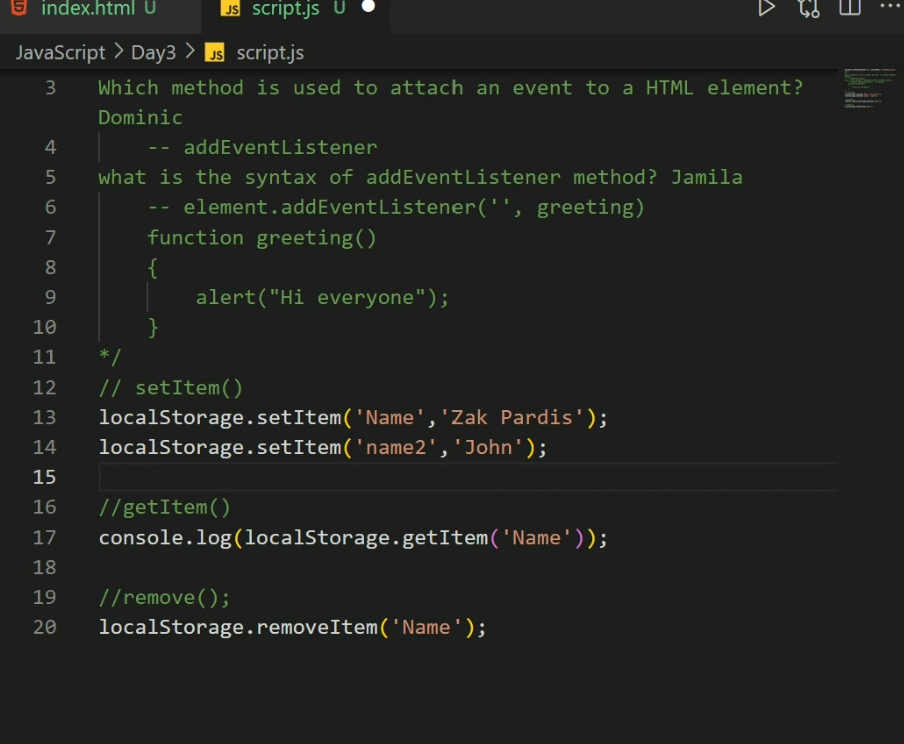 index.html U
JS script.js U
JavaScript > Day3 > JS script.js
3 Which method is used to attach an event to a HTML element?
Dominic
4 -- addEventListener
5 what is the syntax of addEventListener method? Jamila
6 -- element.addEventListener('', greeting)
7 function greeting()
8 {
9 alert("Hi everyone");
10 }
11 */
12 // setItem()
13 localStorage.setItem('Name','Zak Pardis');
14 localStorage.setItem('name2','John');
15
16 //getItem()
17 console.log(localStorage.getItem('Name'));
18
19 //remove();
20 localStorage.removeItem('Name');